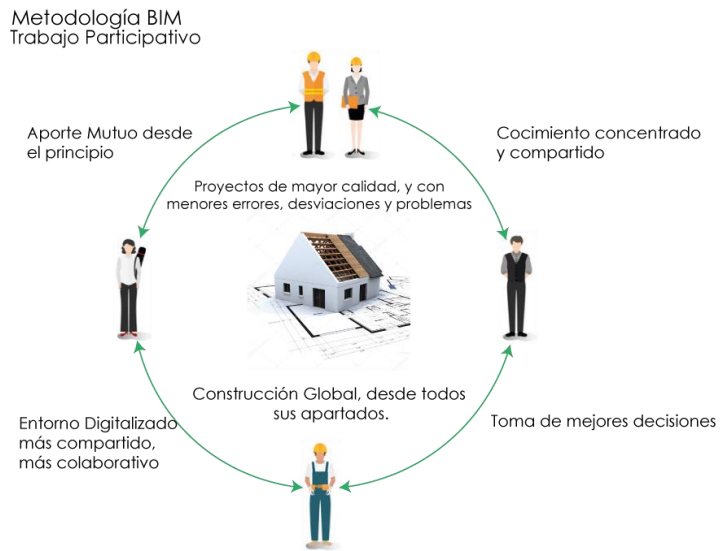 Metodología BIM
Trabajo Participativo
Aporte Mutuo desde
el principio
Cocimiento concentrado
y compartido
Proyectos de mayor calidad, y con
menores errores, desviaciones y problemas
Construcción Global, desde todos
sus apartados.
Entorno Digitalizado
más compartido,
más colaborativo
Toma de mejores decisiones